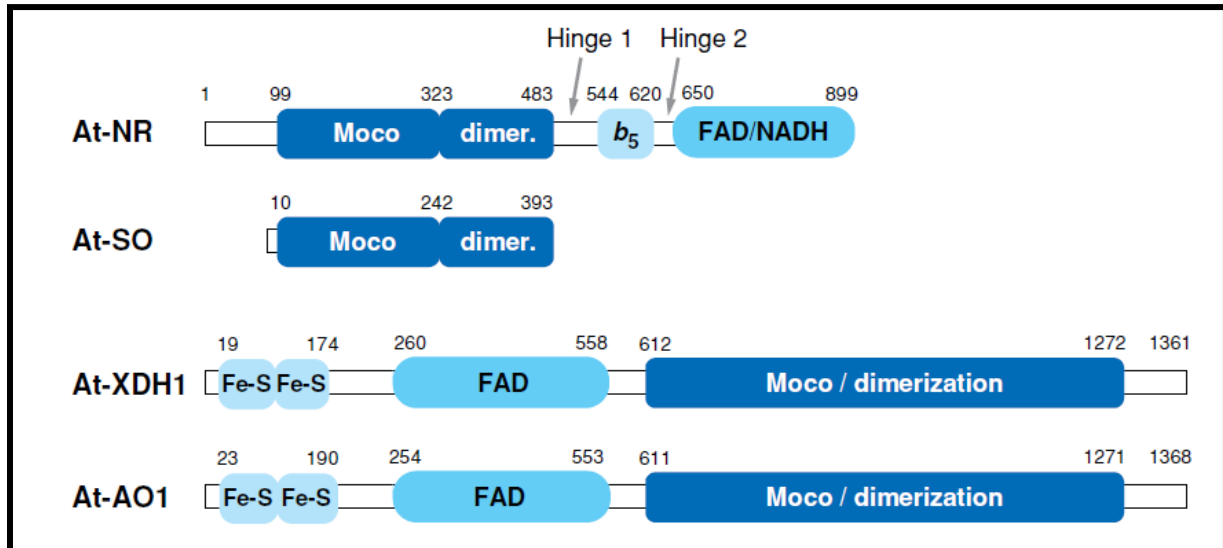 Hinge 1 Hinge 2
1 99 323 483 544 620 650 899
At-NR Moco dimer. b5 FAD/NADH
10 242 393
At-SO Moco dimer.
19 174 260 558 612 1272 1361
At-XDH1 Fe-S Fe-S FAD Moco / dimerization
23 190 254 553 611 1271 1368
At-AO1 Fe-S Fe-S FAD Moco / dimerization